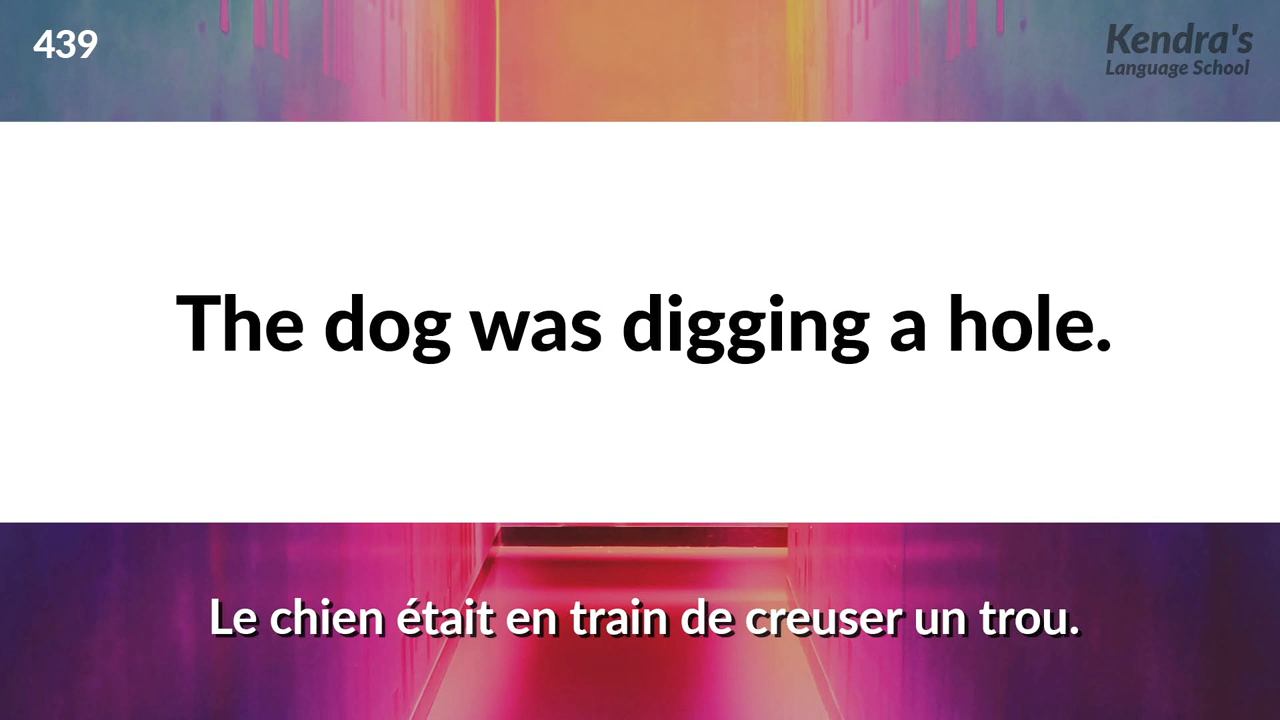 439
Kendra's
Language School
The dog was digging a hole.
Le chien était en train de creuser un trou.